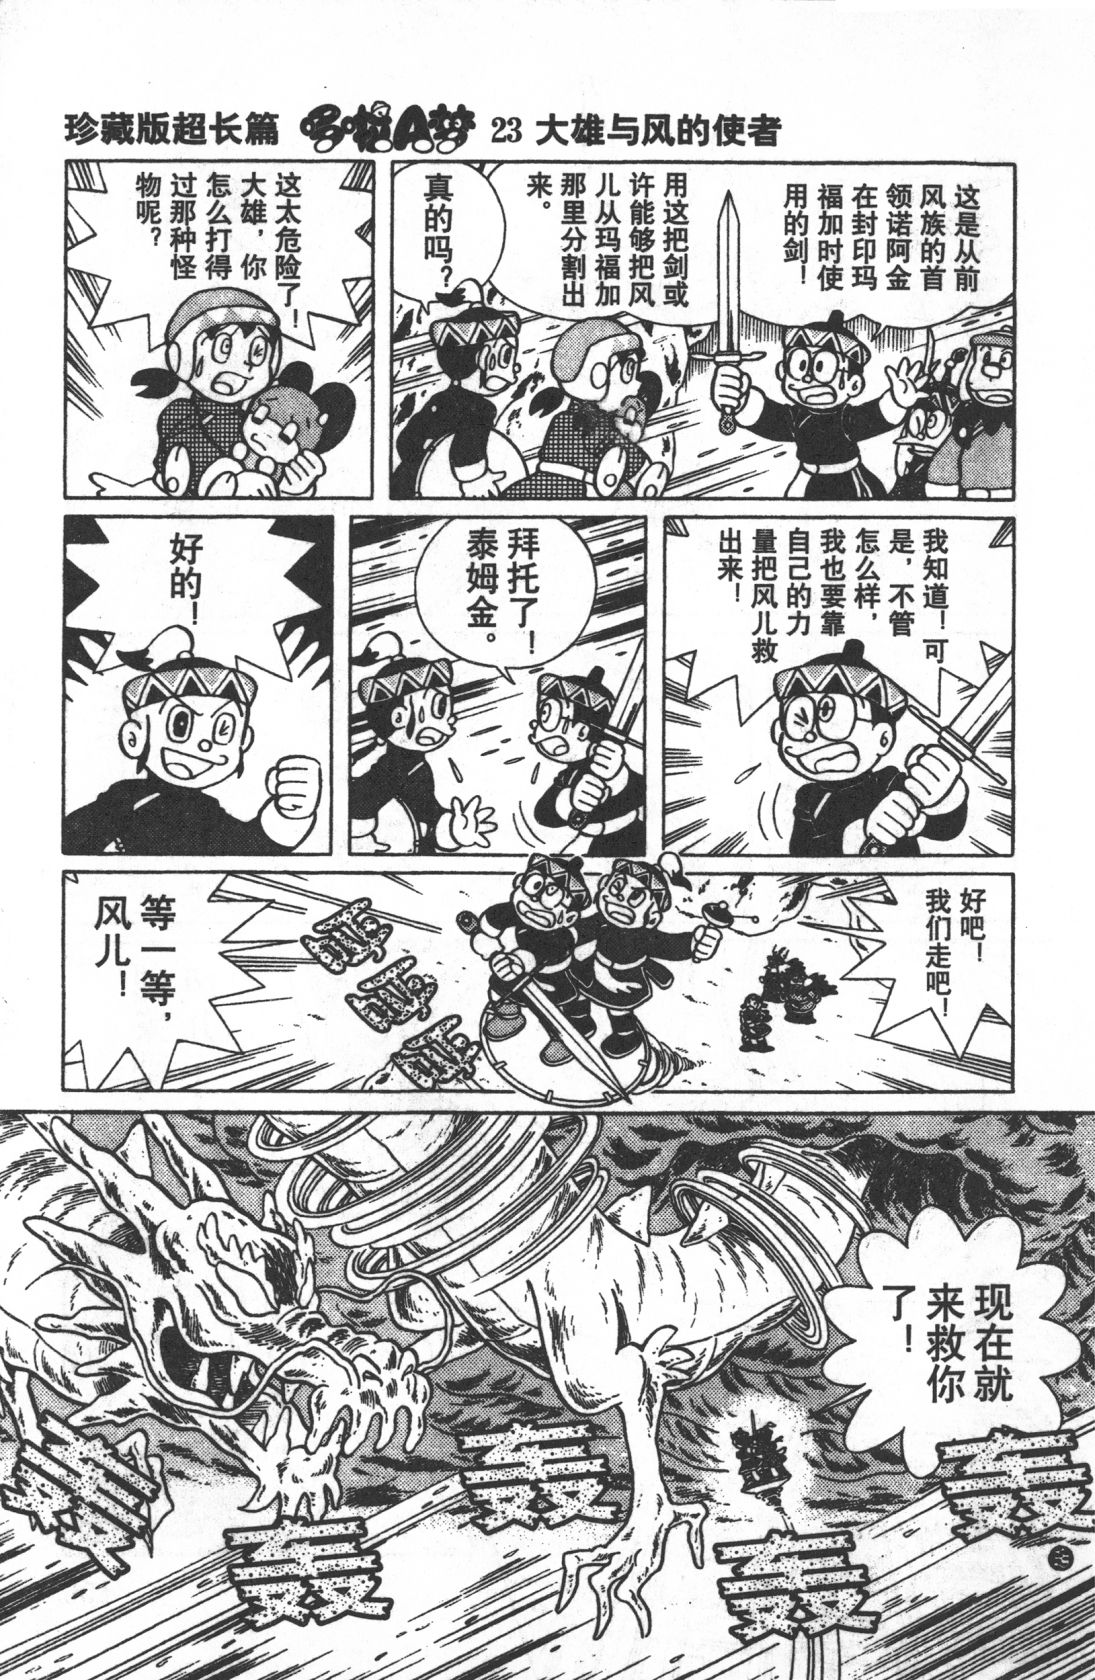 珍藏版超长篇 哆啦A梦 23 大雄与风的使者
这是从前
风族的首
领诺阿金
在封印玛
福加时使
用的剑！
用这把剑或
许能够把风
儿从玛福加
那里分割出
来。
真的吗？
这太危险了！
大雄，你
怎么打得
过那种怪
物呢？
我知道！可
是，不管
怎么样，
我也要靠
自己的力
量把风儿救
出来！
拜托了！
泰姆金。
好的！
好吧！
我们走吧！
等一等，
风儿！
现在就
来救你
了！
轰
轰
轰
轰
轰